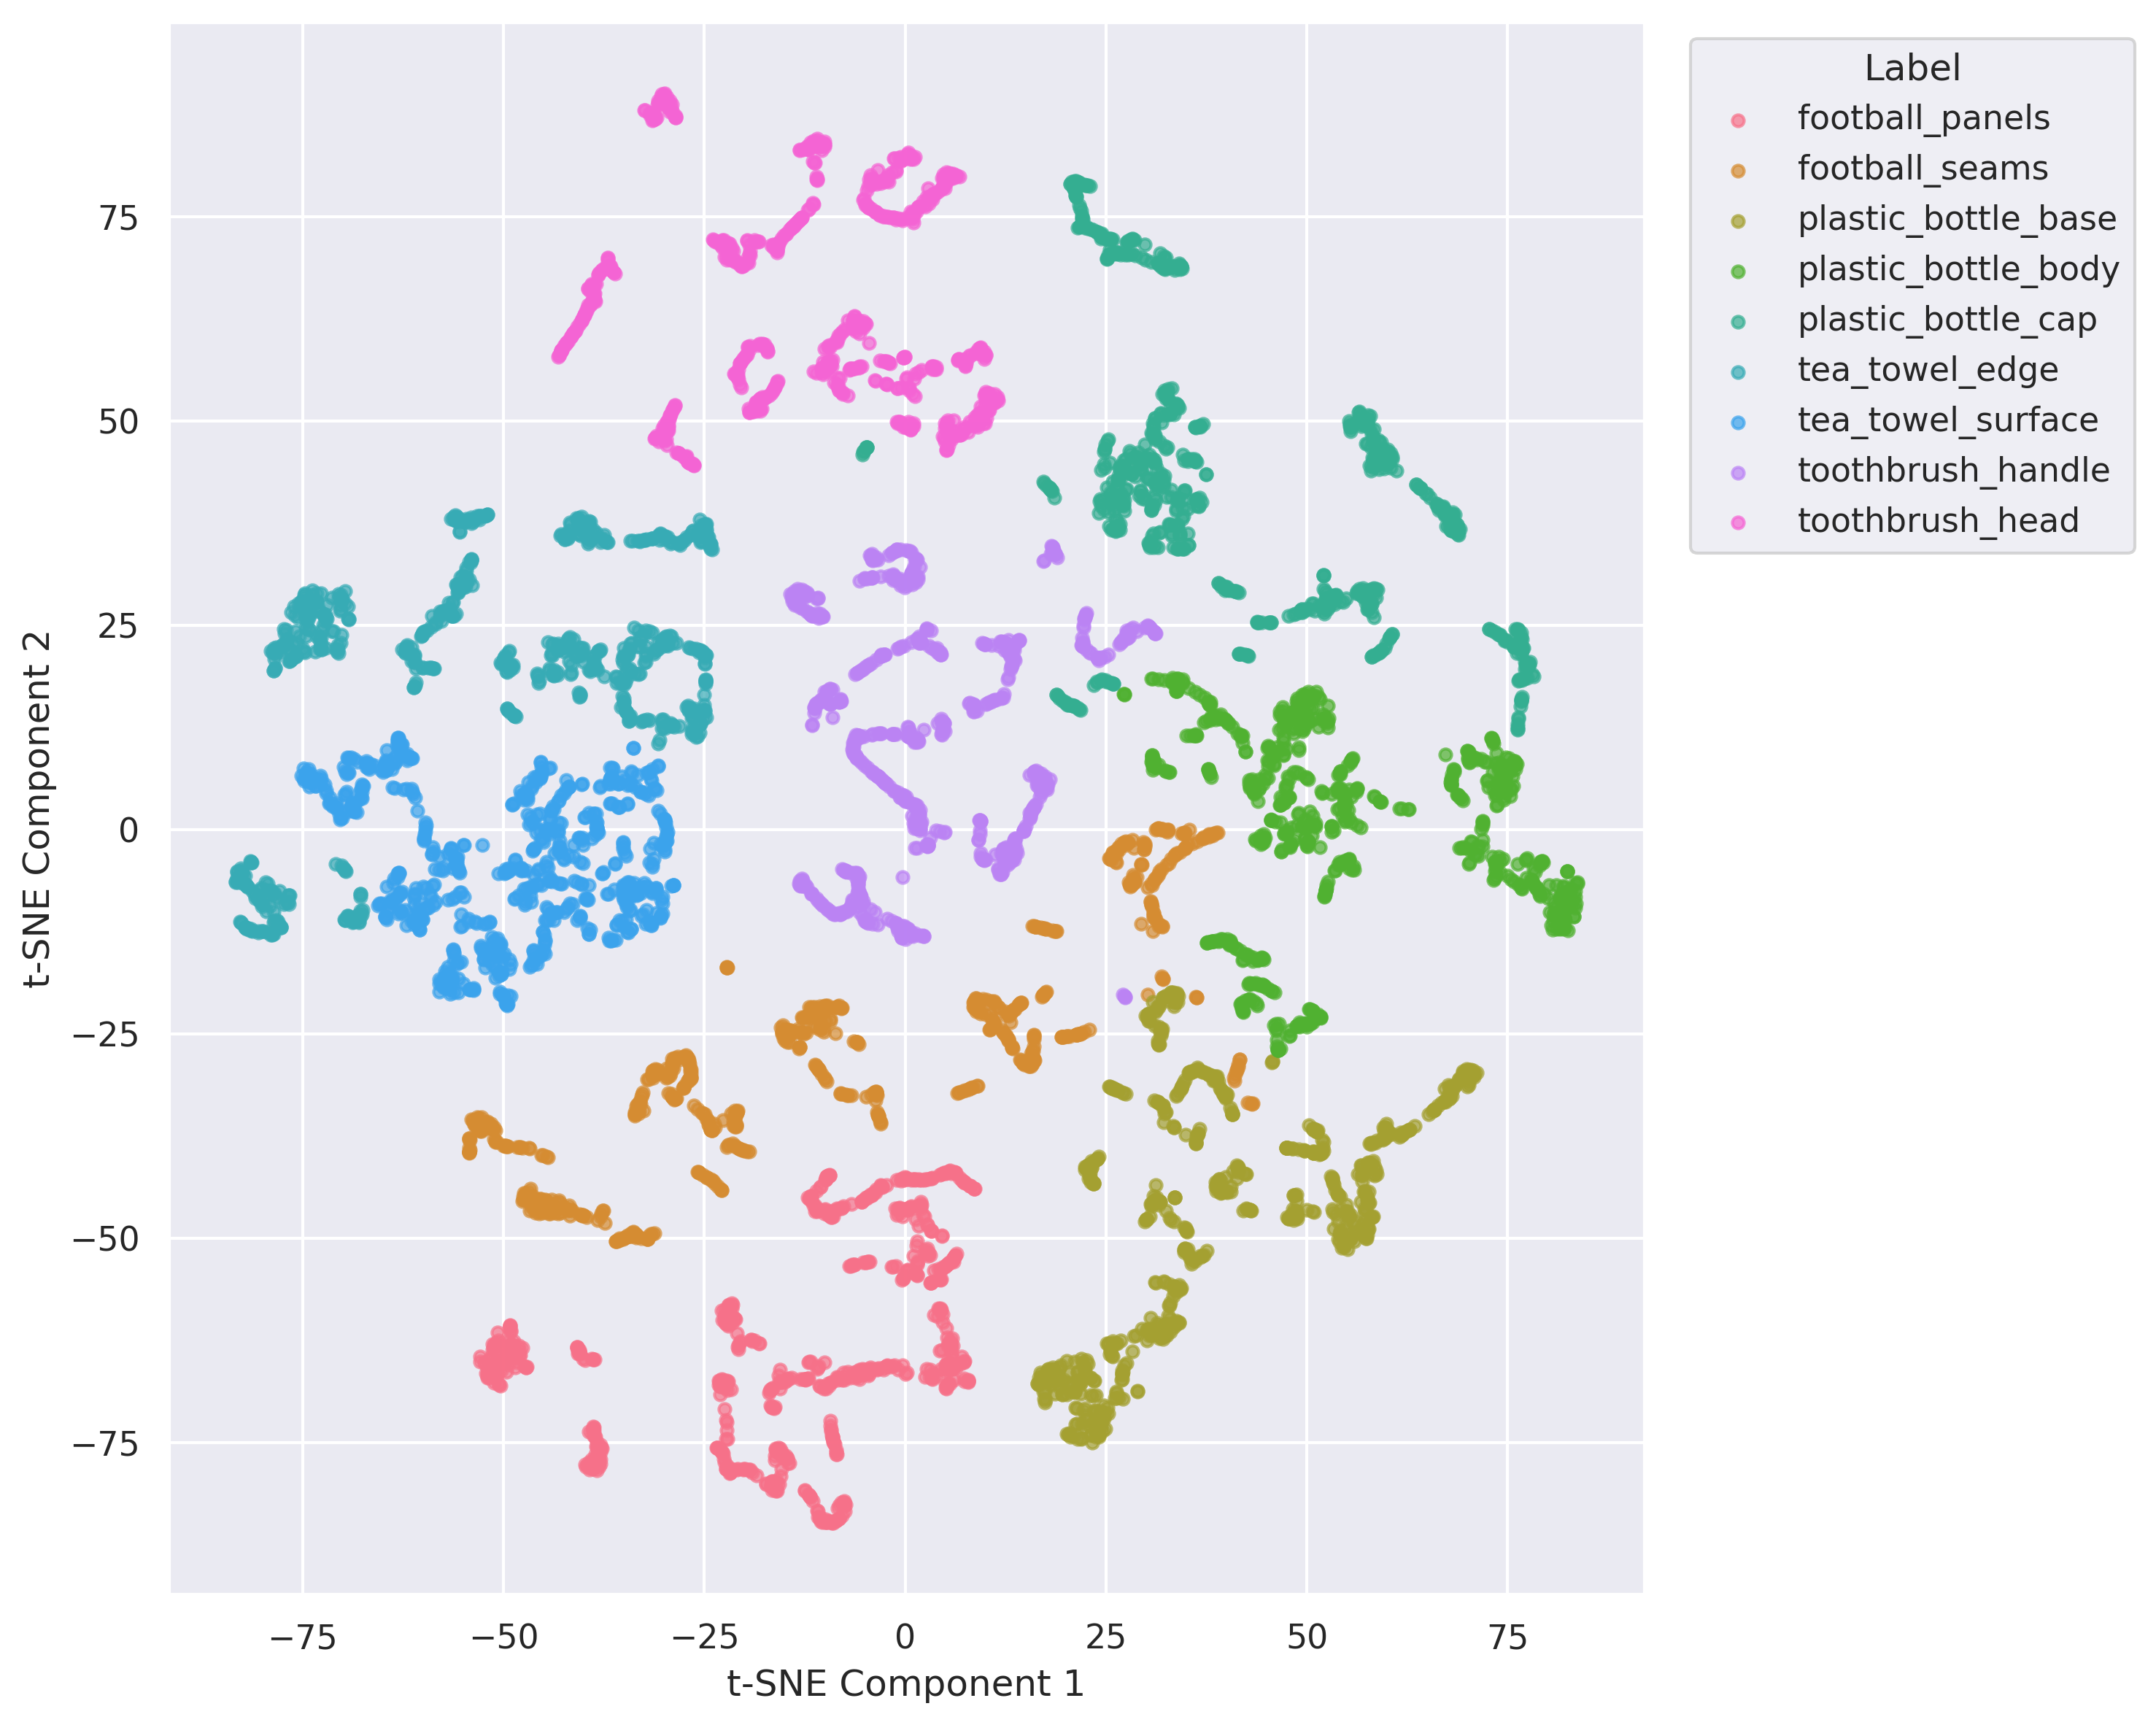 Label
football_panels
football_seams
plastic_bottle_base
plastic_bottle_body
plastic_bottle_cap
tea_towel_edge
tea_towel_surface
toothbrush_handle
toothbrush_head
75
50
25
0
−25
−50
−75
t-SNE Component 2
−75 −50 −25 0 25 50 75
t-SNE Component 1